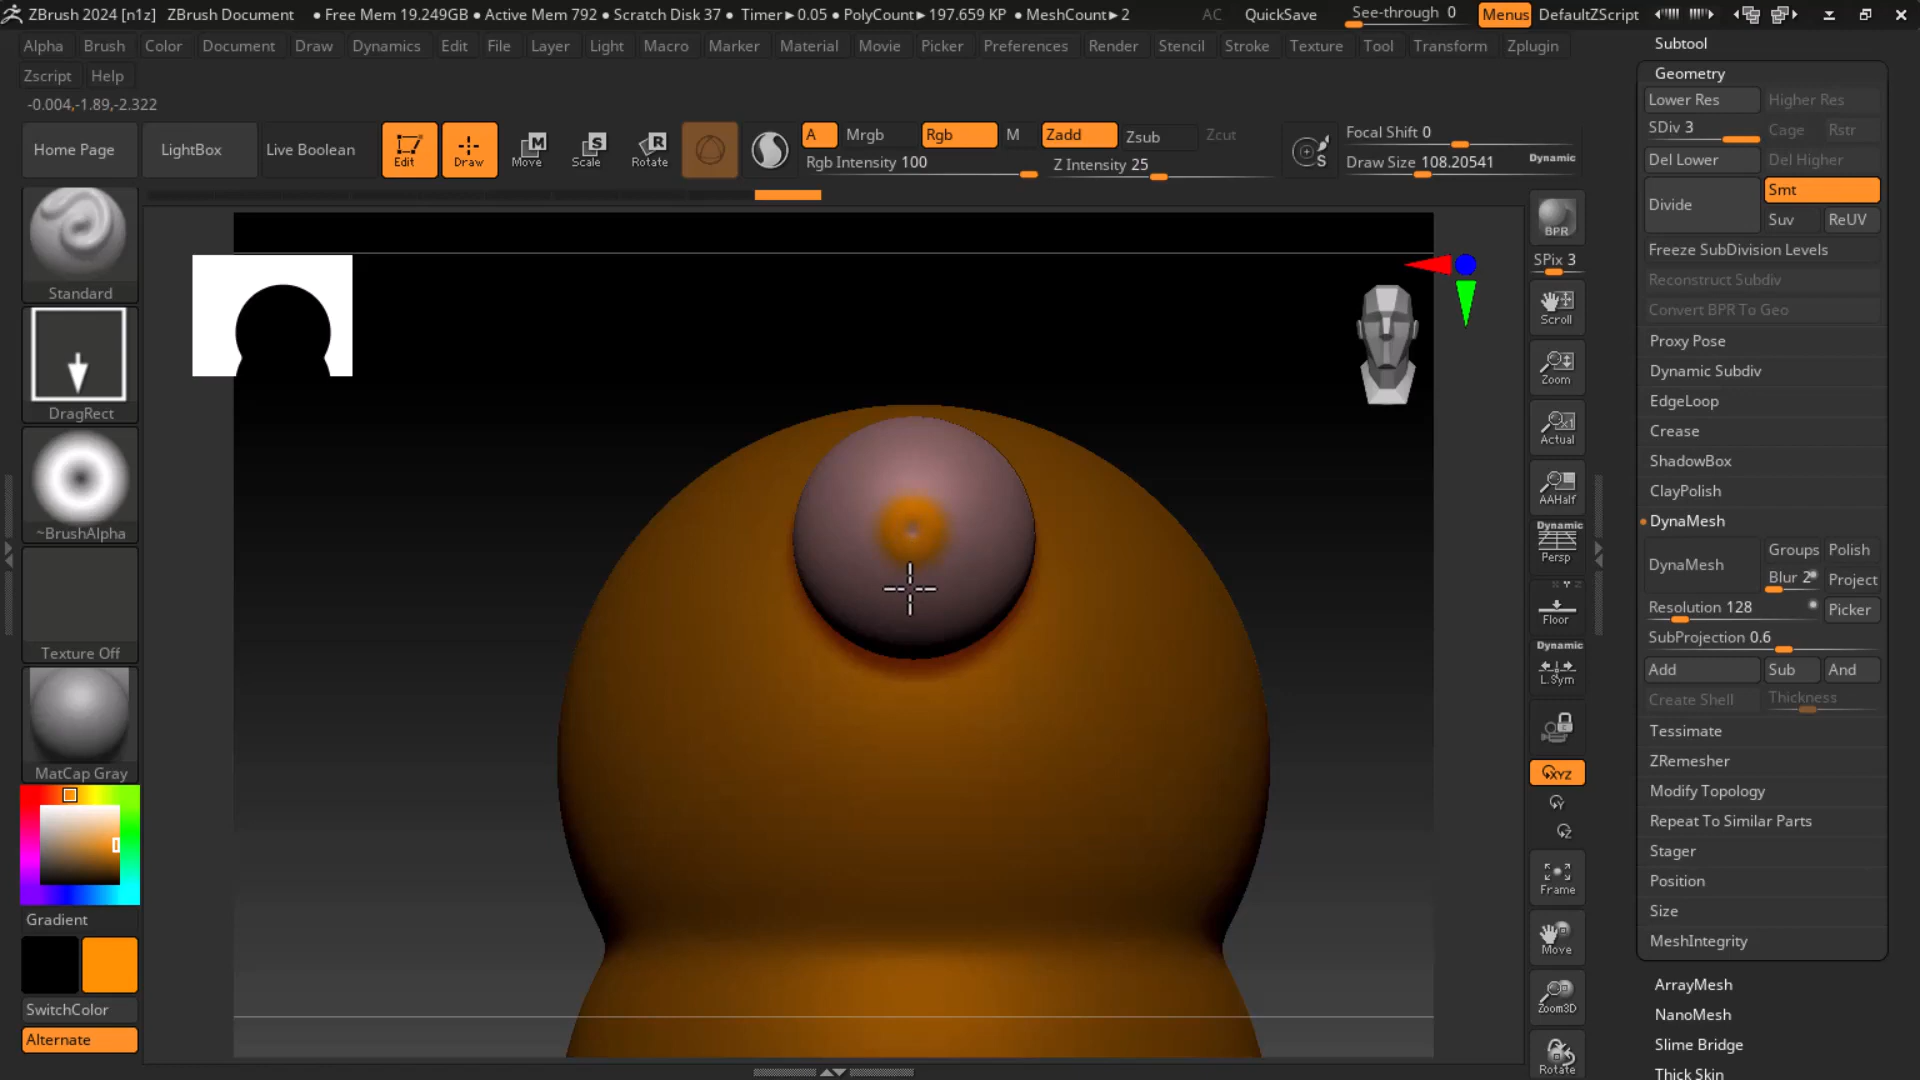 ZBrush 2024 [n1z] ZBrush Document • Free Mem 19.249GB • Active Mem 792 • Scratch Disk 37 • Timer▸0.05 • PolyCount▸197.659 KP • MeshCount▸2 AC QuickSave See-through 0 Menus DefaultZScript
Alpha Brush Color Document Draw Dynamics Edit File Layer Light Macro Marker Material Movie Picker Preferences Render Stencil Stroke Texture Tool Transform Zplugin
Zscript Help
-0.004,-1.89,-2.322
Home Page LightBox Live Boolean Edit Draw Move Scale Rotate A Mrgb Rgb M Zadd Zsub Zcut Focal Shift 0
Rgb Intensity 100 Z Intensity 25 Draw Size 108.20541 Dynamic
Standard
DragRect
~BrushAlpha
Texture Off
MatCap Gray
Gradient
SwitchColor
Alternate
BPR
SPix 3
Scroll
Zoom
Actual
AAHalf
Dynamic
Persp
Floor
Dynamic
L.Sym
XYZ
Y
Z
Frame
Move
Zoom3D
Rotate
Subtool
Geometry
Lower Res Higher Res
SDiv 3 Cage Rstr
Del Lower Del Higher
Divide Smt
Suv ReUV
Freeze SubDivision Levels
Reconstruct Subdiv
Convert BPR To Geo
Proxy Pose
Dynamic Subdiv
EdgeLoop
Crease
ShadowBox
ClayPolish
DynaMesh
DynaMesh Groups Polish
Blur 2 Project
Resolution 128 Picker
SubProjection 0.6
Add Sub And
Create Shell Thickness
Tessimate
ZRemesher
Modify Topology
Repeat To Similar Parts
Stager
Position
Size
MeshIntegrity
ArrayMesh
NanoMesh
Slime Bridge
Thick Skin